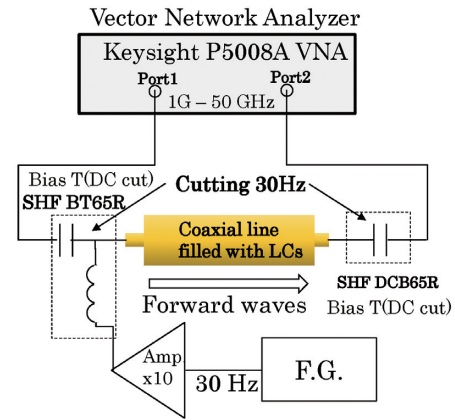 Vector Network Analyzer
Keysight P5008A VNA
Port1
Port2
1G – 50 GHz
Bias T(DC cut)
SHF BT65R
Cutting 30Hz
Coaxial line
filled with LCs
SHF DCB65R
Bias T(DC cut)
Forward waves
Amp.
x10
30 Hz
F.G.